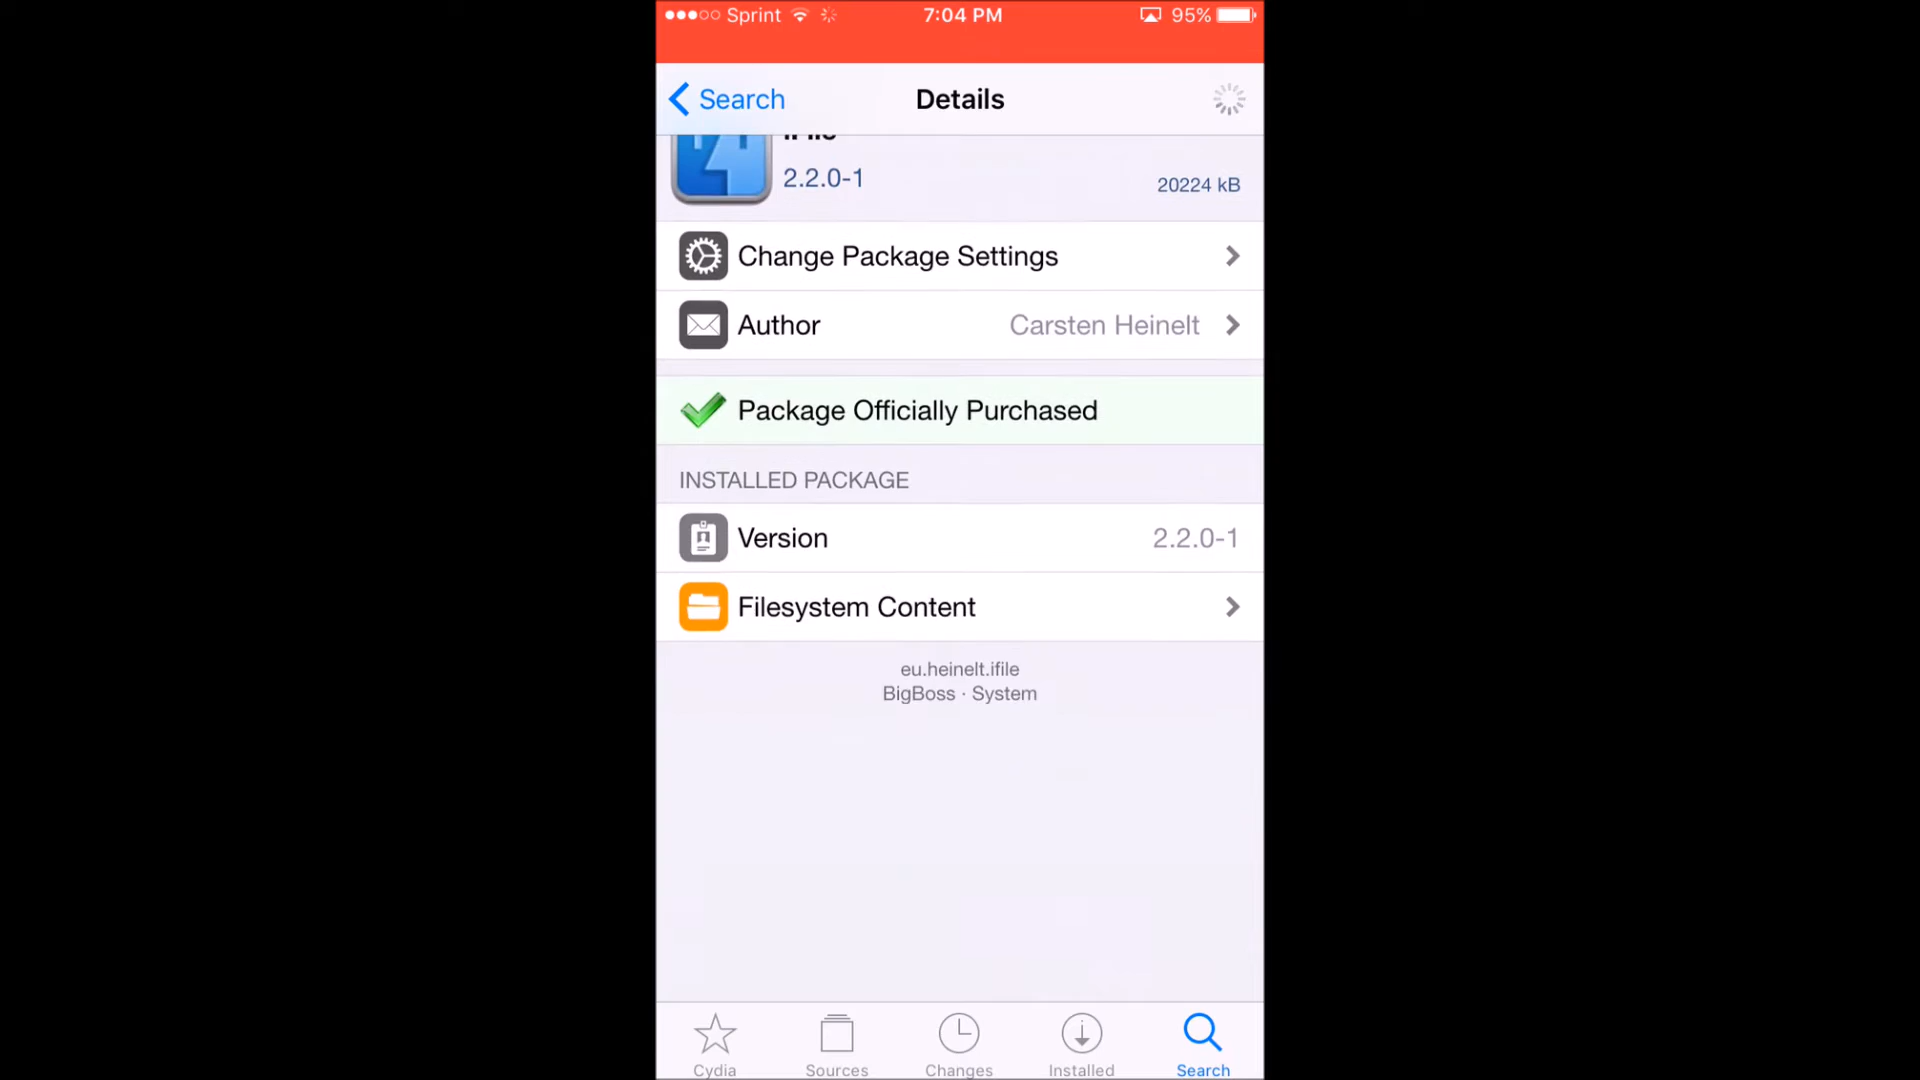 Sprint 7:04 PM 95%
Search Details
iFile
2.2.0-1 20224 kB
Change Package Settings
Author Carsten Heinelt
Package Officially Purchased
INSTALLED PACKAGE
Version 2.2.0-1
Filesystem Content
eu.heinelt.ifile
BigBoss · System
Cydia Sources Changes Installed Search